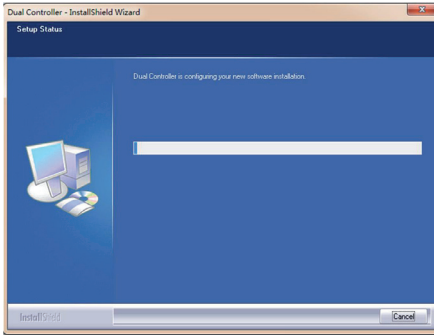 Dual Controller - InstallShield Wizard
Setup Status
Dual Controller is configuring your new software installation.
InstallShield
Cancel